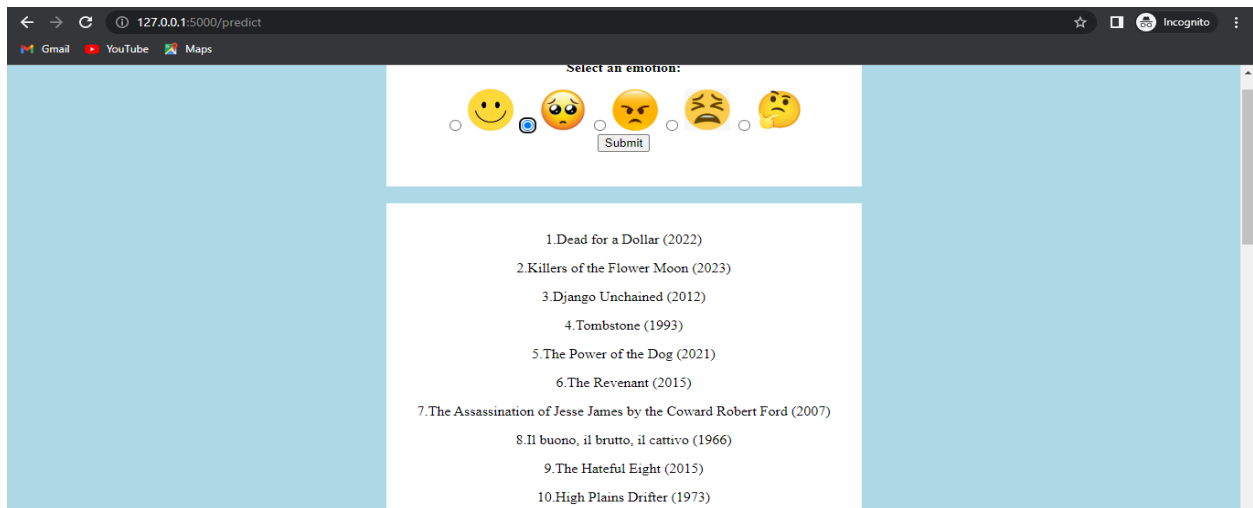 127.0.0.1:5000/predict
Incognito
Gmail YouTube Maps
Select an emotion:
Submit
1.Dead for a Dollar (2022)
2.Killers of the Flower Moon (2023)
3.Django Unchained (2012)
4.Tombstone (1993)
5.The Power of the Dog (2021)
6.The Revenant (2015)
7.The Assassination of Jesse James by the Coward Robert Ford (2007)
8.Il buono, il brutto, il cattivo (1966)
9.The Hateful Eight (2015)
10.High Plains Drifter (1973)